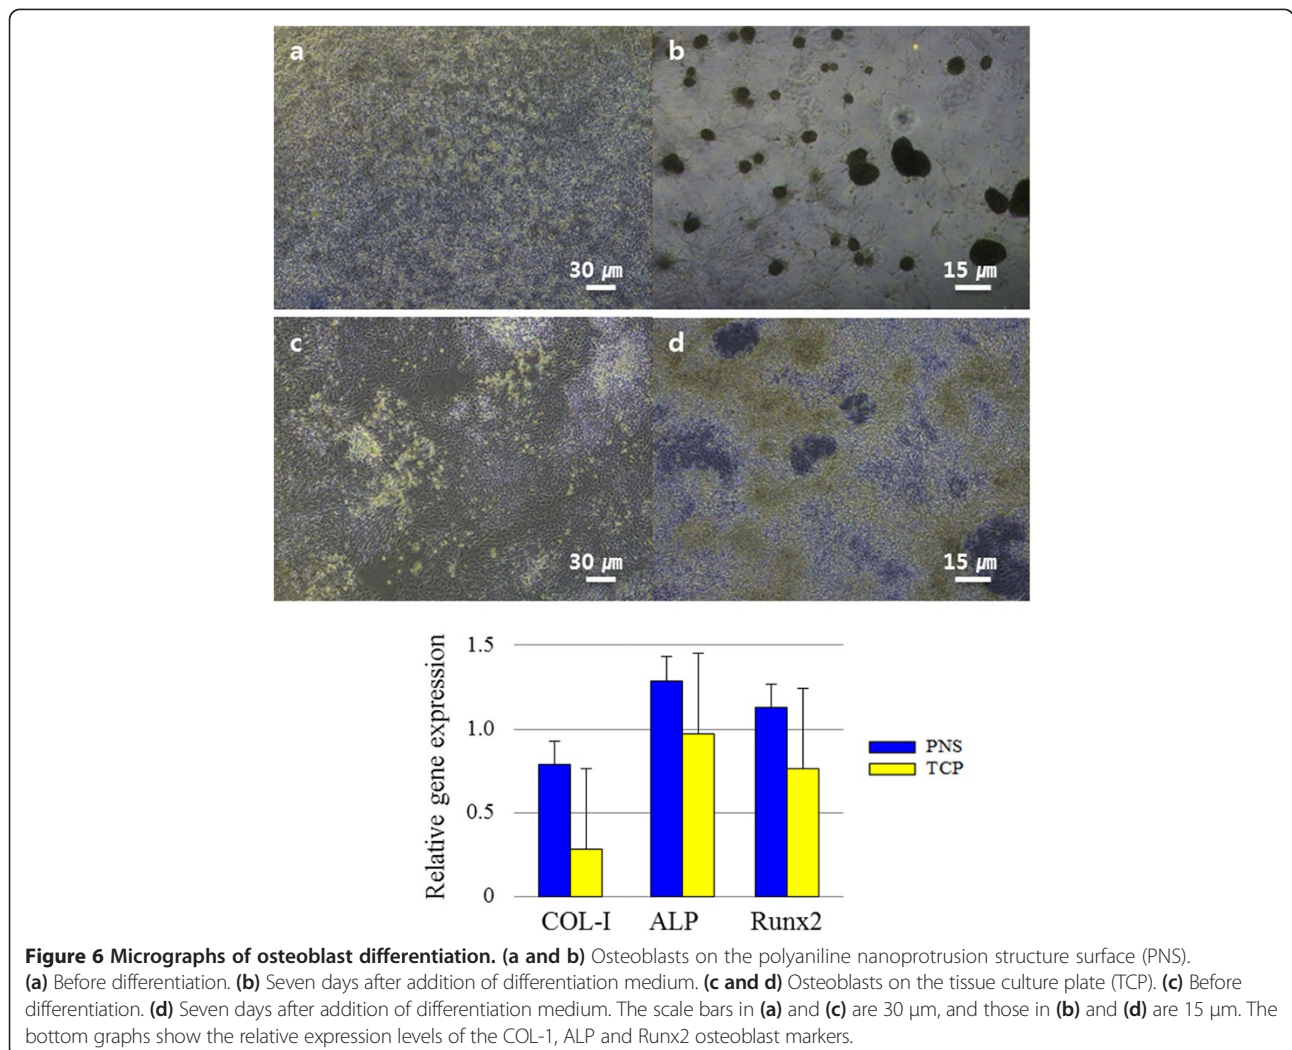 a
b
30 ㎛
15 ㎛
c
d
30 ㎛
15 ㎛
1.5
1.0
0.5
0
Relative gene expression
COL-I ALP Runx2
PNS
TCP
Figure 6 Micrographs of osteoblast differentiation. (a and b) Osteoblasts on the polyaniline nanoprotrusion structure surface (PNS).
(a) Before differentiation. (b) Seven days after addition of differentiation medium. (c and d) Osteoblasts on the tissue culture plate (TCP). (c) Before
differentiation. (d) Seven days after addition of differentiation medium. The scale bars in (a) and (c) are 30 μm, and those in (b) and (d) are 15 μm. The
bottom graphs show the relative expression levels of the COL-1, ALP and Runx2 osteoblast markers.